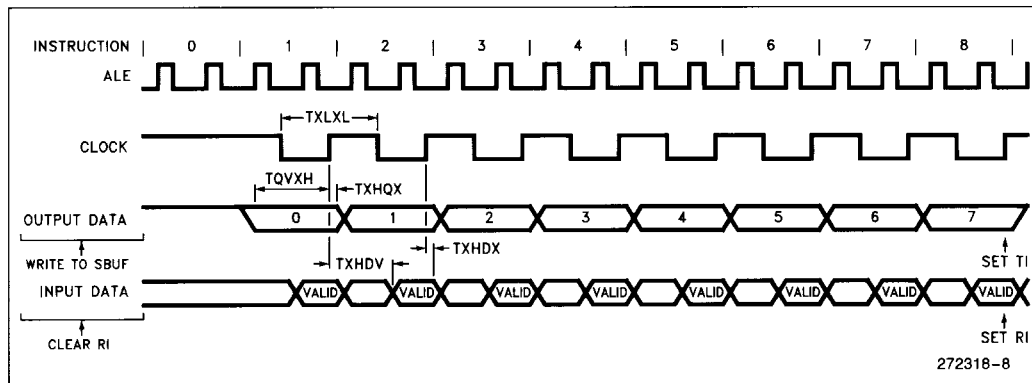 INSTRUCTION | 0 | 1 | 2 | 3 | 4 | 5 | 6 | 7 | 8 |
ALE
TXLXL
CLOCK
TQVXH TXHQX
OUTPUT DATA 0 1 2 3 4 5 6 7
TXHDX
WRITE TO SBUF TXHDV SET TI
INPUT DATA VALID VALID VALID VALID VALID VALID VALID VALID
CLEAR RI SET RI
272318-8